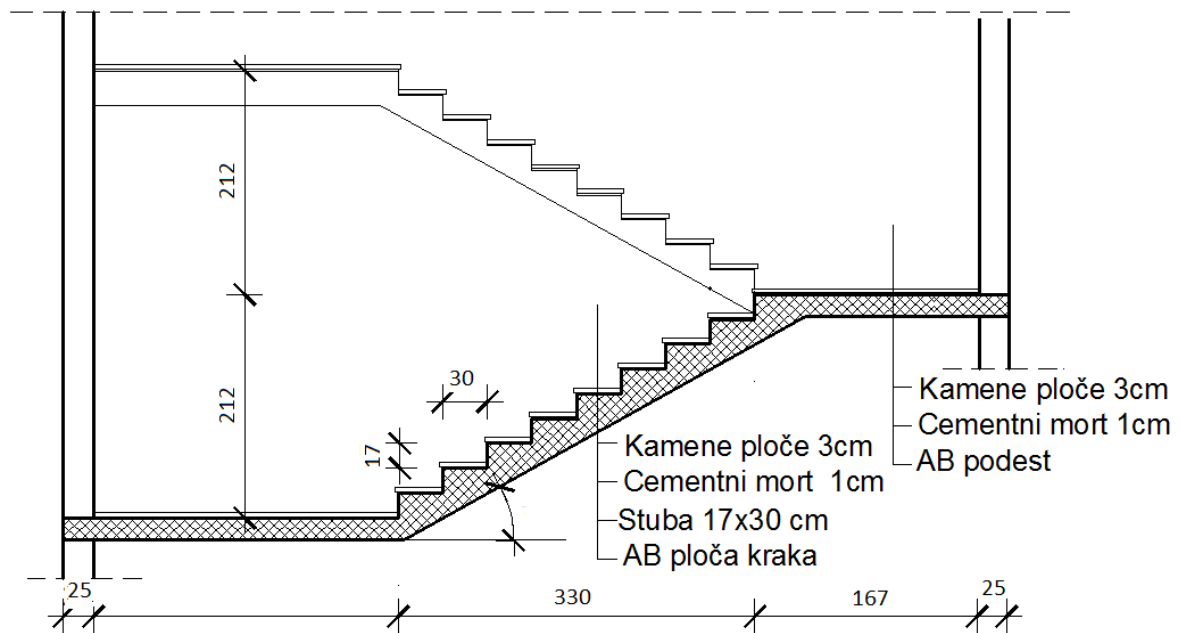 212
212
30
17
Kamene ploče 3cm
Cementni mort 1cm
AB podest
Kamene ploče 3cm
Cementni mort 1cm
Stuba 17x30 cm
AB ploča kraka
25
330
167
25